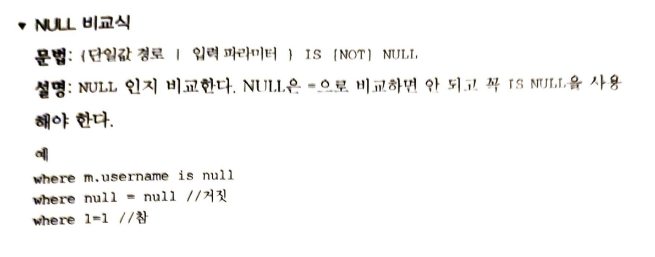 ▼ NULL 비교식
문법: {단일값 경로 | 입력 파라미터 } IS [NOT] NULL
설명: NULL 인지 비교한다. NULL은 =으로 비교하면 안 되고 꼭 IS NULL을 사용
해야 한다.
예
where m.username is null
where null = null //거짓
where 1=1 //참